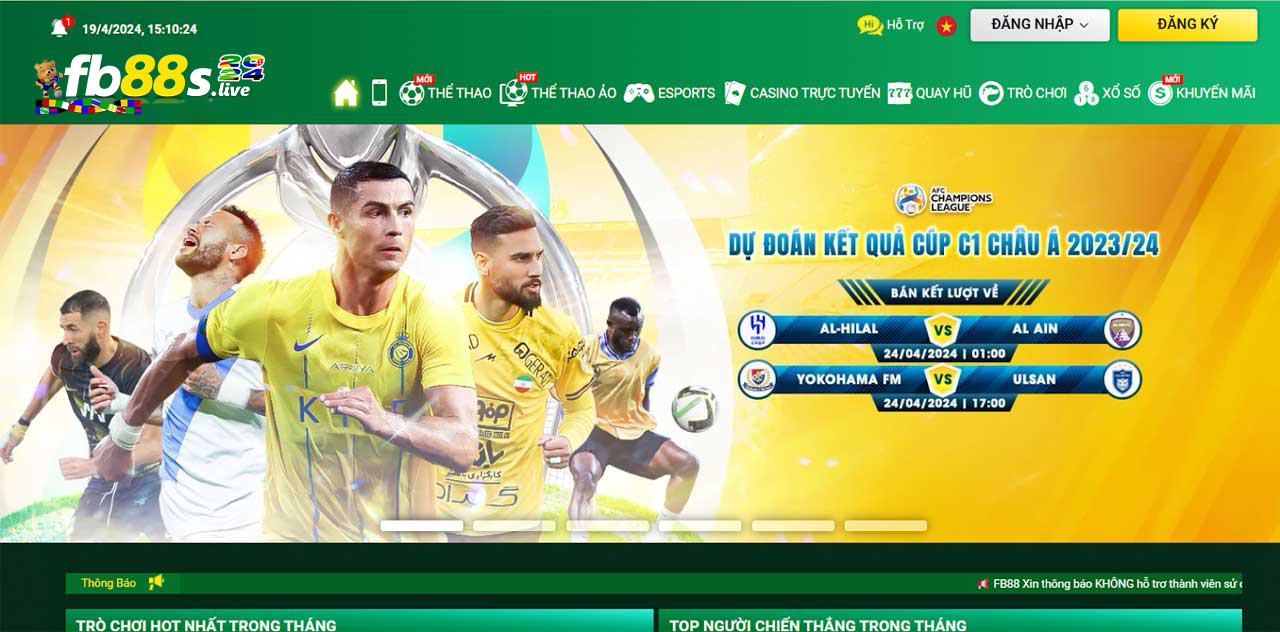 1
19/4/2024, 15:10:24
Hi
Hỗ Trợ
ĐĂNG NHẬP
ĐĂNG KÝ
fb88s.live
2024
MỚI
THỂ THAO
HOT
THỂ THAO ẢO
ESPORTS
CASINO TRỰC TUYẾN
777
QUAY HŨ
TRÒ CHƠI
6
1 8
XỔ SỐ
MỚI
$
KHUYẾN MÃI
AFC
CHAMPIONS
LEAGUE
DỰ ĐOÁN KẾT QUẢ CÚP C1 CHÂU Á 2023/24
BÁN KẾT LƯỢT VỀ
AL-HILAL VS AL AIN
24/04/2024 | 01:00
YOKOHAMA FM VS ULSAN
24/04/2024 | 17:00
Thông Báo
FB88 Xin thông báo KHÔNG hỗ trợ thành viên sử
TRÒ CHƠI HOT NHẤT TRONG THÁNG
TOP NGƯỜI CHIẾN THẮNG TRONG THÁNG